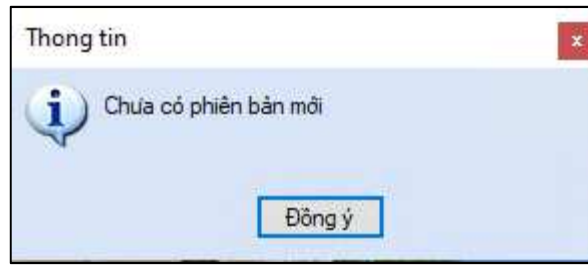 Thong tin
x
Chưa có phiên bản mới
Đồng ý